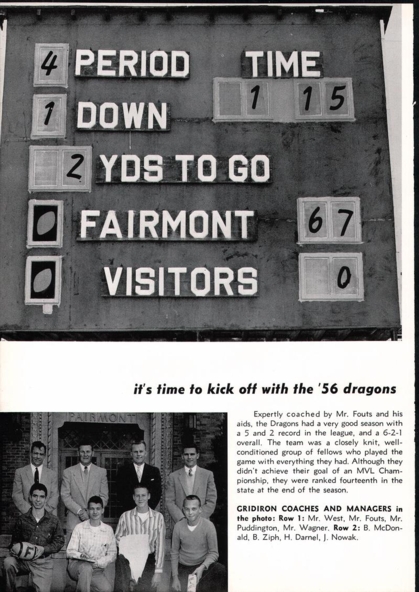 4 PERIOD TIME
1 DOWN 1 15
2 YDS TO GO
0 FAIRMONT 67
0 VISITORS 0
it's time to kick off with the '56 dragons
FAIRMONT
Expertly coached by Mr. Fouts and his
aids, the Dragons had a very good season with
a 5 and 2 record in the league, and a 6-2-1
overall. The team was a closely knit, well-
conditioned group of fellows who played the
game with everything they had. Although they
didn't achieve their goal of an MVL Cham-
pionship, they were ranked fourteenth in the
state at the end of the season.
GRIDIRON COACHES AND MANAGERS in
the photo: Row 1: Mr. West, Mr. Fouts, Mr.
Puddington, Mr. Wagner. Row 2: B. McDon-
ald, B. Ziph, H. Darnel, J. Nowak.